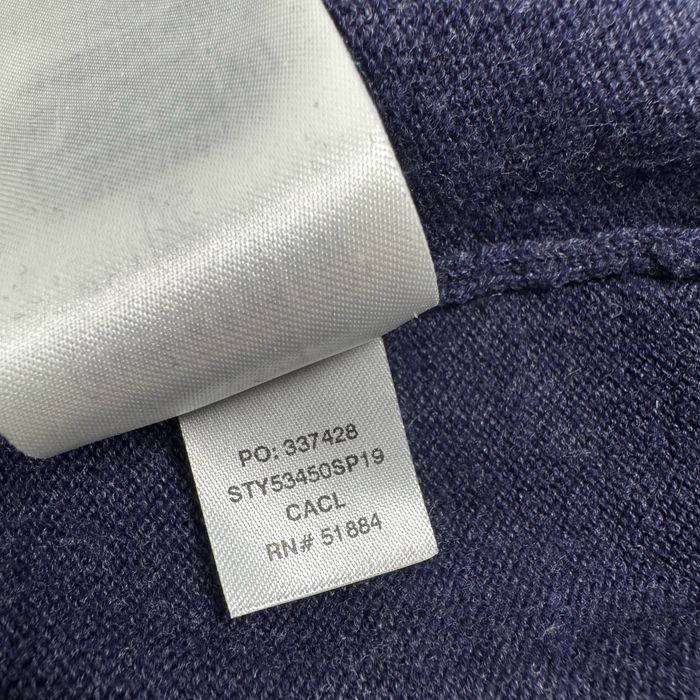 PO: 337428
STY53450SP19
CACL
RN# 51884